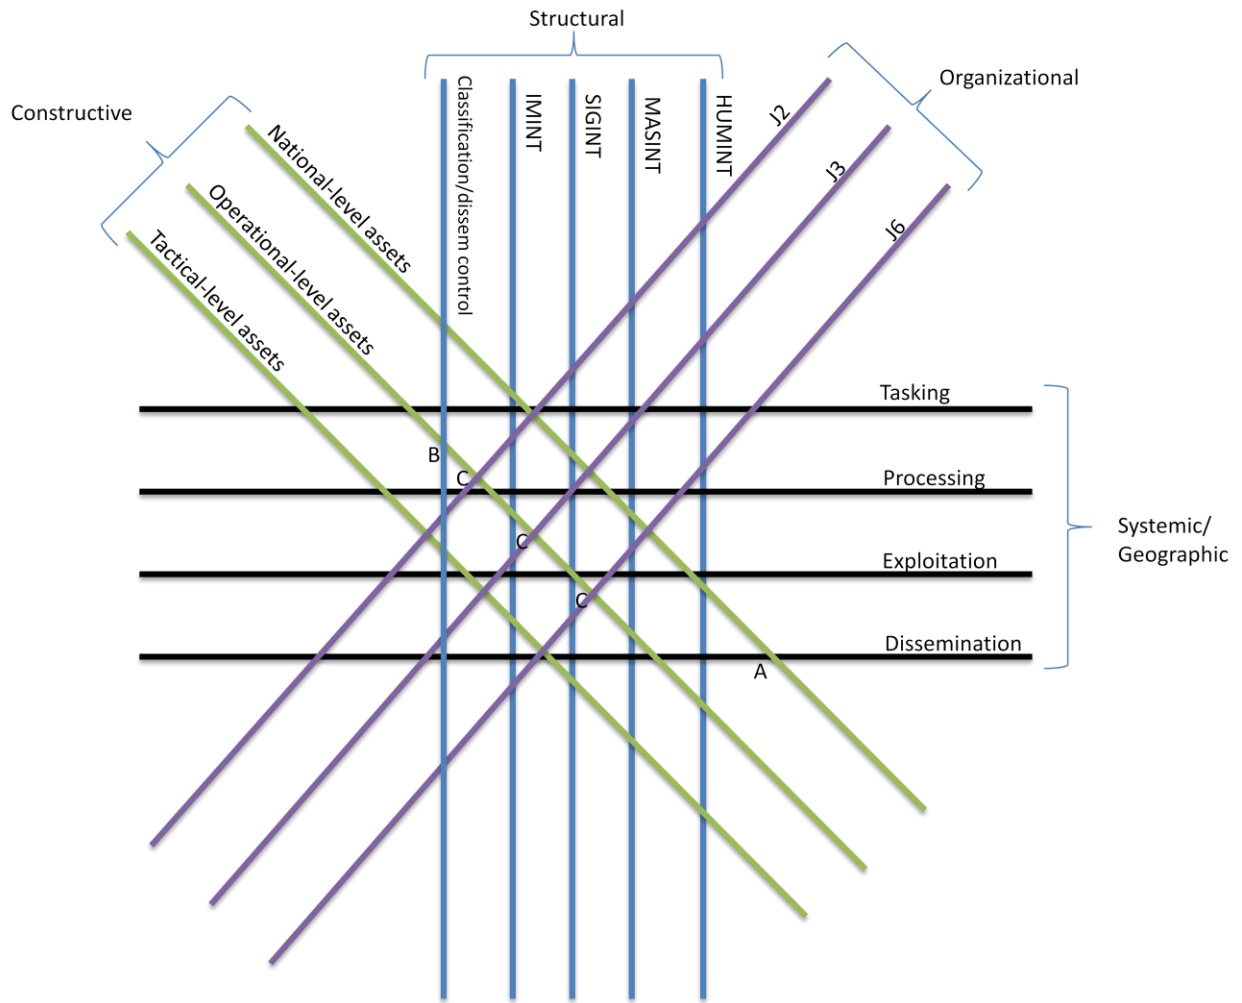 Structural
Organizational
Constructive
Classification/dissem control
IMINT
SIGINT
MASINT
HUMINT
J2
J3
J6
National-level assets
Operational-level assets
Tactical-level assets
Tasking
B
C
Processing
Systemic/
Geographic
C
Exploitation
C
Dissemination
A